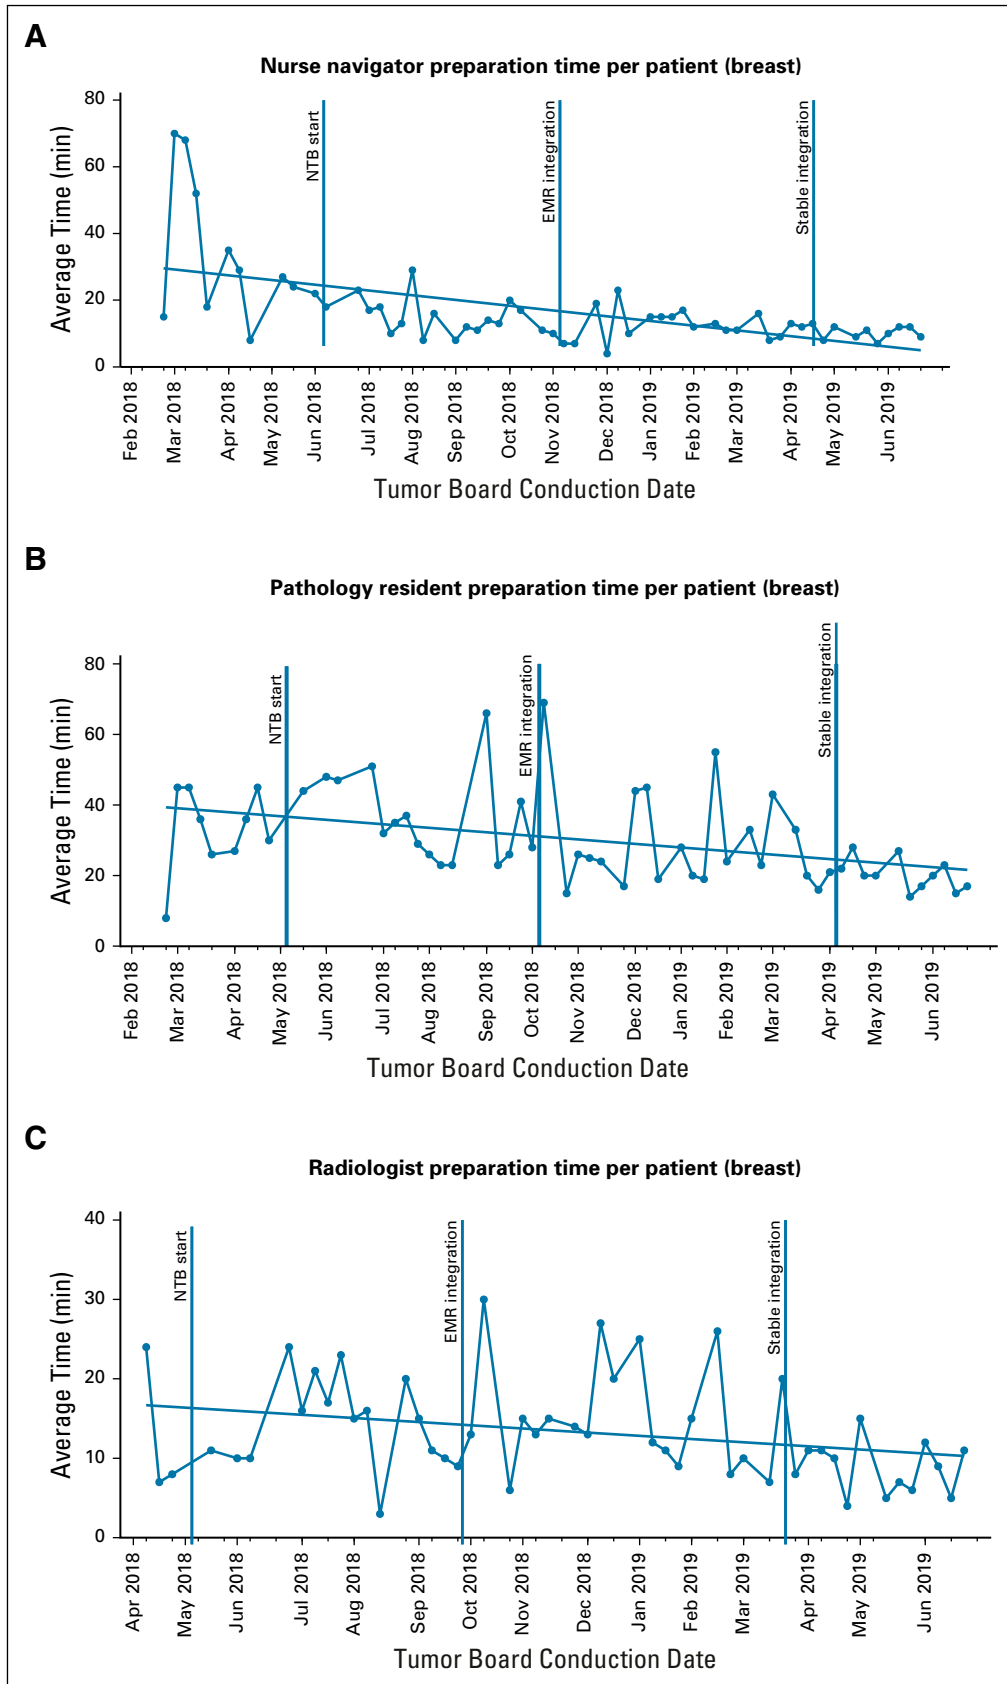 A
Nurse navigator preparation time per patient (breast)
80
60
40
20
0
Average Time (min)
NTB start
EMR integration
Stable integration
Feb 2018
Mar 2018
Apr 2018
May 2018
Jun 2018
Jul 2018
Aug 2018
Sep 2018
Oct 2018
Nov 2018
Dec 2018
Jan 2019
Feb 2019
Mar 2019
Apr 2019
May 2019
Jun 2019
Tumor Board Conduction Date
B
Pathology resident preparation time per patient (breast)
80
60
40
20
0
Average Time (min)
NTB start
EMR integration
Stable integration
Feb 2018
Mar 2018
Apr 2018
May 2018
Jun 2018
Jul 2018
Aug 2018
Sep 2018
Oct 2018
Nov 2018
Dec 2018
Jan 2019
Feb 2019
Mar 2019
Apr 2019
May 2019
Jun 2019
Tumor Board Conduction Date
C
Radiologist preparation time per patient (breast)
40
30
20
10
0
Average Time (min)
NTB start
EMR integration
Stable integration
Apr 2018
May 2018
Jun 2018
Jul 2018
Aug 2018
Sep 2018
Oct 2018
Nov 2018
Dec 2018
Jan 2019
Feb 2019
Mar 2019
Apr 2019
May 2019
Jun 2019
Tumor Board Conduction Date